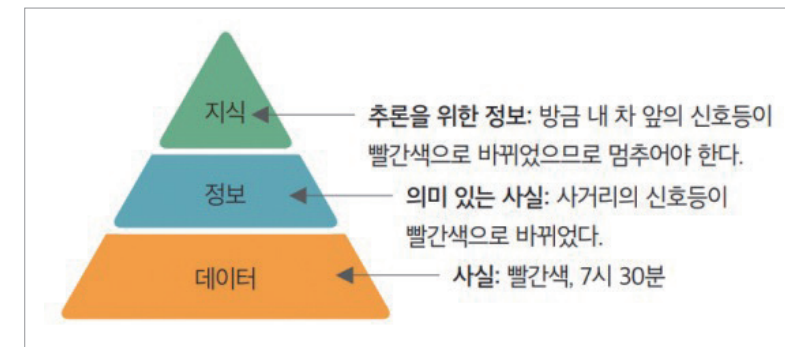 지식
추론을 위한 정보: 방금 내 차 앞의 신호등이
빨간색으로 바뀌었으므로 멈추어야 한다.
정보
의미 있는 사실: 사거리의 신호등이
빨간색으로 바뀌었다.
데이터
사실: 빨간색, 7시 30분